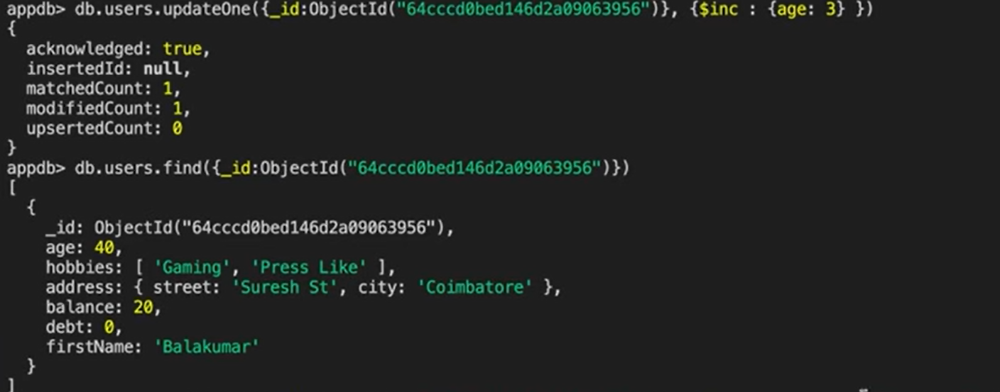 appdb> db.users.updateOne({_id:ObjectId("64cccd0bed146d2a09063956")}, {$inc : {age: 3} })
{
  acknowledged: true,
  insertedId: null,
  matchedCount: 1,
  modifiedCount: 1,
  upsertedCount: 0
}
appdb> db.users.find({_id:ObjectId("64cccd0bed146d2a09063956")})
[
  {
    _id: ObjectId("64cccd0bed146d2a09063956"),
    age: 40,
    hobbies: [ 'Gaming', 'Press Like' ],
    address: { street: 'Suresh St', city: 'Coimbatore' },
    balance: 20,
    debt: 0,
    firstName: 'Balakumar'
  }
]